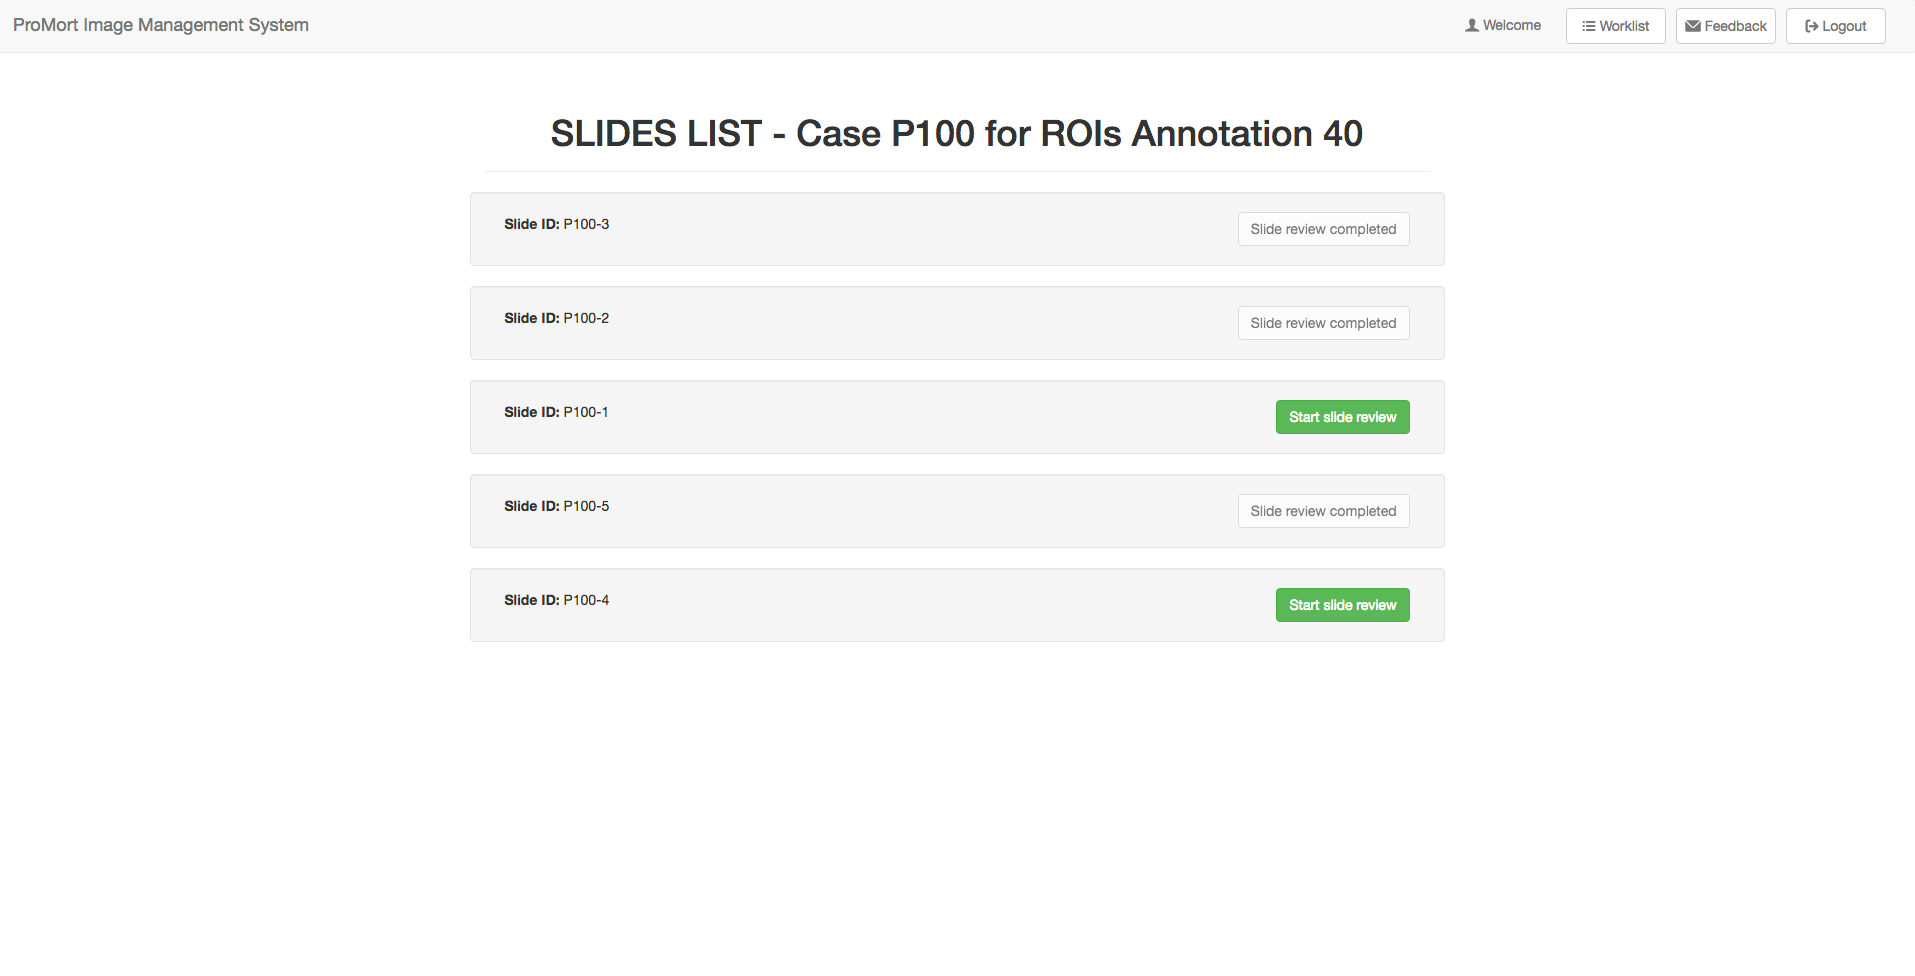 ProMort Image Management System
Welcome
Worklist
Feedback
Logout
SLIDES LIST - Case P100 for ROIs Annotation 40
Slide ID: P100-3
Slide review completed
Slide ID: P100-2
Slide review completed
Slide ID: P100-1
Start slide review
Slide ID: P100-5
Slide review completed
Slide ID: P100-4
Start slide review